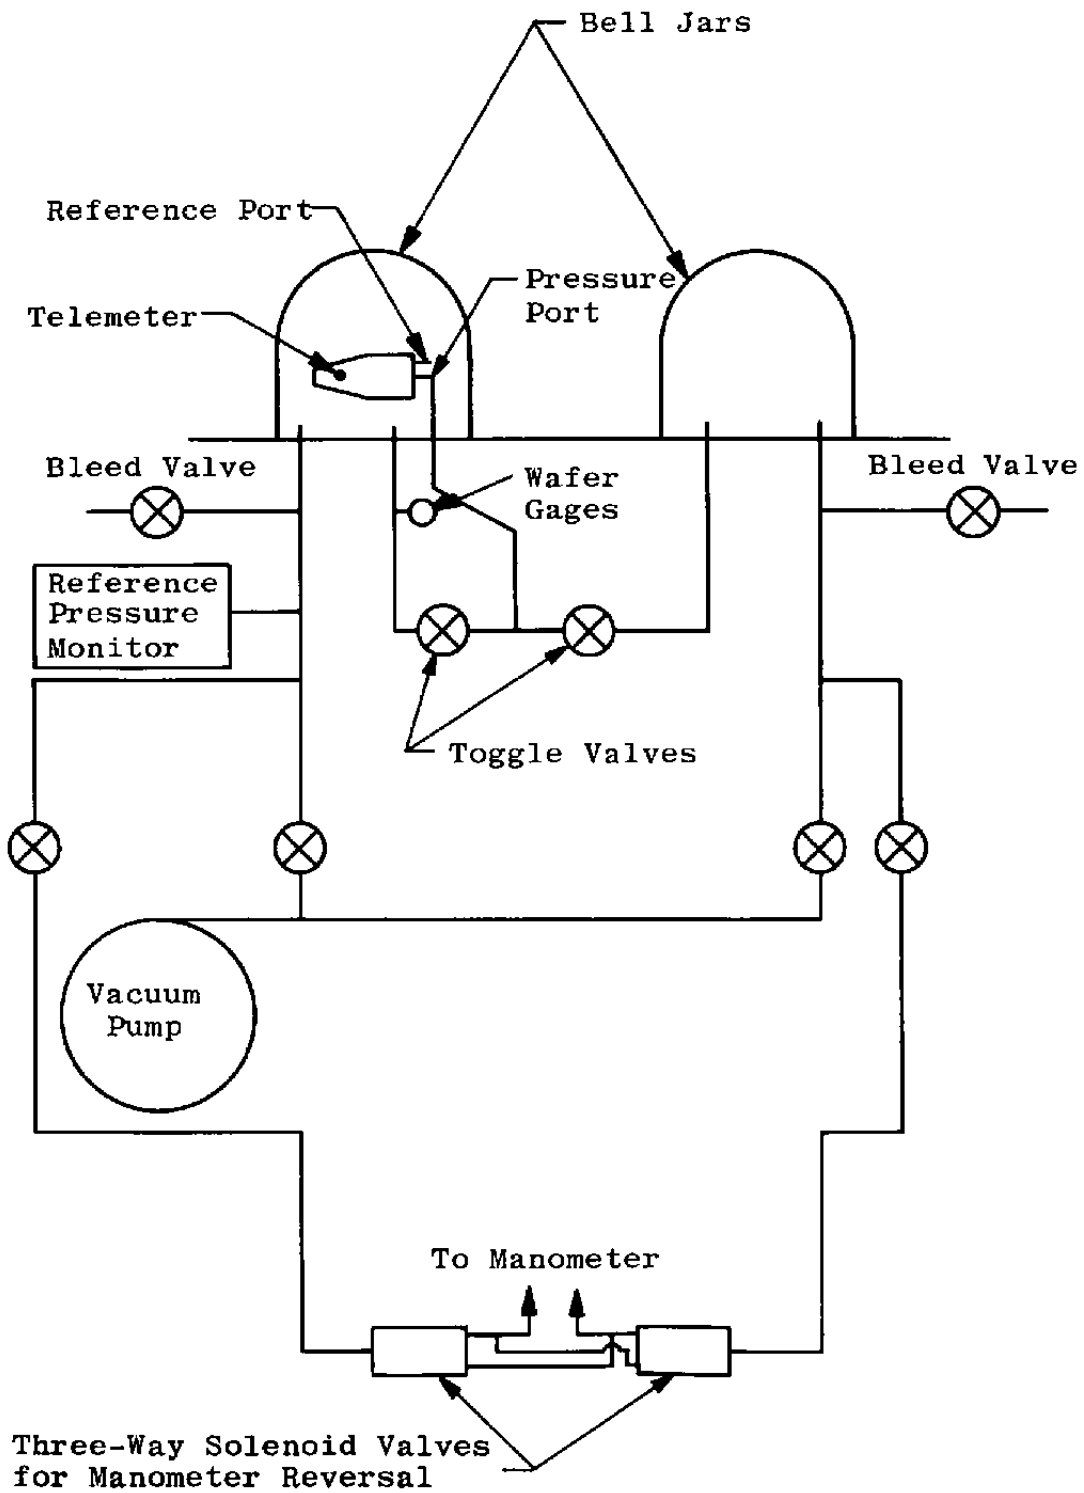 Bell Jars
Reference Port
Pressure
Port
Telemeter
Bleed Valve
Wafer
Gages
Bleed Valve
Reference
Pressure
Monitor
Toggle Valves
Vacuum
Pump
To Manometer
Three-Way Solenoid Valves
for Manometer Reversal